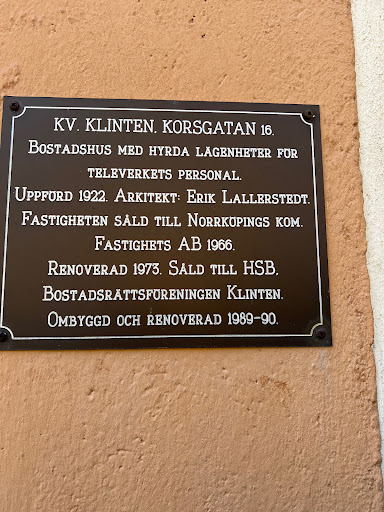 KV. KLINTEN. KORSGATAN 16.
BOSTADSHUS MED HYRDA LÄGENHETER FÖR
TELEVERKETS PERSONAL.
UPPFÖRD 1922. ARKITEKT: ERIK LALLERSTEDT.
FASTIGHETEN SÅLD TILL NORRKÖPINGS KOM.
FASTIGHETS AB 1966.
RENOVERAD 1973. SÅLD TILL HSB,
BOSTADSRÄTTSFÖRENINGEN KLINTEN.
OMBYGGD OCH RENOVERAD 1989-90.